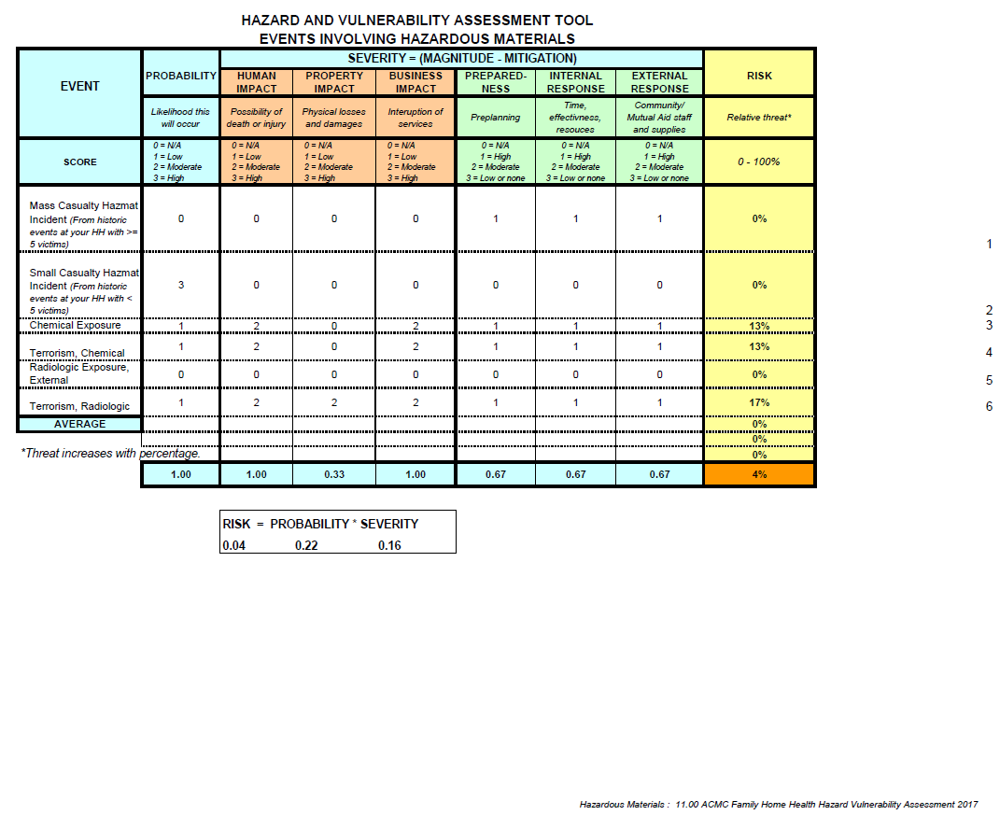 HAZARD AND VULNERABILITY ASSESSMENT TOOL
EVENTS INVOLVING HAZARDOUS MATERIALS
EVENT
PROBABILITY
SEVERITY = (MAGNITUDE - MITIGATION)
RISK
HUMAN IMPACT
PROPERTY IMPACT
BUSINESS IMPACT
PREPARED-NESS
INTERNAL RESPONSE
EXTERNAL RESPONSE
Likelihood this will occur
Possibility of death or injury
Physical losses and damages
Interuption of services
Preplanning
Time, effectivness, resouces
Community/ Mutual Aid staff and supplies
Relative threat*
SCORE
0 = N/A 1 = Low 2 = Moderate 3 = High
0 = N/A 1 = Low 2 = Moderate 3 = High
0 = N/A 1 = Low 2 = Moderate 3 = High
0 = N/A 1 = Low 2 = Moderate 3 = High
0 = N/A 1 = High 2 = Moderate 3 = Low or none
0 = N/A 1 = High 2 = Moderate 3 = Low or none
0 = N/A 1 = High 2 = Moderate 3 = Low or none
0 - 100%
Mass Casualty Hazmat
Incident (From historic
events at your HH with >=
5 victims)
0 0 0 0 1 1 1 0%
1
Small Casualty Hazmat
Incident (From historic
events at your HH with <
5 victims)
3 0 0 0 0 0 0 0%
2
Chemical Exposure 1 2 0 2 1 1 1 13%
3
Terrorism, Chemical 1 2 0 2 1 1 1 13%
4
Radiologic Exposure,
External
0 0 0 0 0 0 0 0%
5
Terrorism, Radiologic 1 2 2 2 1 1 1 17%
6
AVERAGE 0%
0%
*Threat increases with percentage.
0%
1.00 1.00 0.33 1.00 0.67 0.67 0.67 4%
RISK = PROBABILITY * SEVERITY
0.04 0.22 0.16
Hazardous Materials : 11.00 ACMC Family Home Health Hazard Vulnerability Assessment 2017